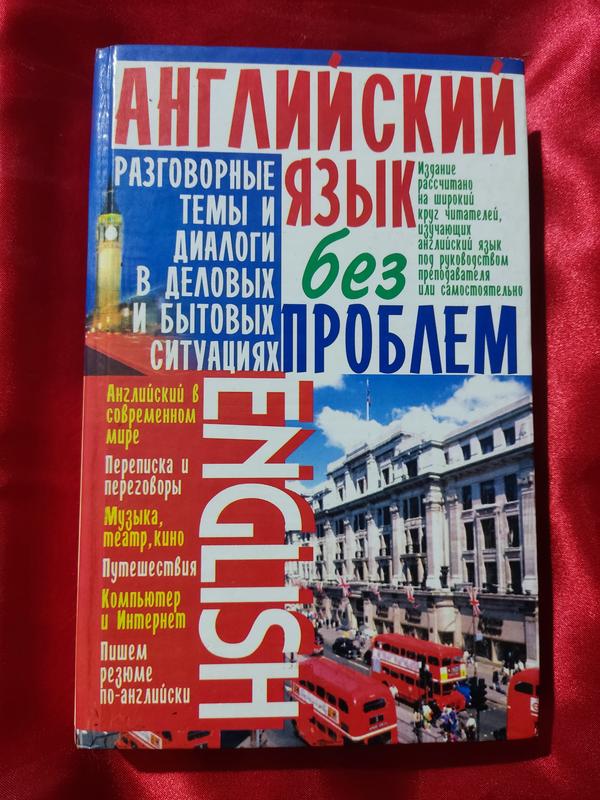 АНГЛИЙСКИЙ
ЯЗЫК
без
ПРОБЛЕМ
РАЗГОВОРНЫЕ
ТЕМЫ И
ДИАЛОГИ
В ДЕЛОВЫХ
И БЫТОВЫХ
СИТУАЦИЯХ
Издание
рассчитано
на широкий
круг читателей,
изучающих
английский язык
под руководством
преподавателя
или самостоятельно
Английский в
современном
мире
Переписка и
переговоры
Музыка,
театр, кино
Путешествия
Компьютер
и Интернет
Пишем
резюме
по-английски
ENGLISH